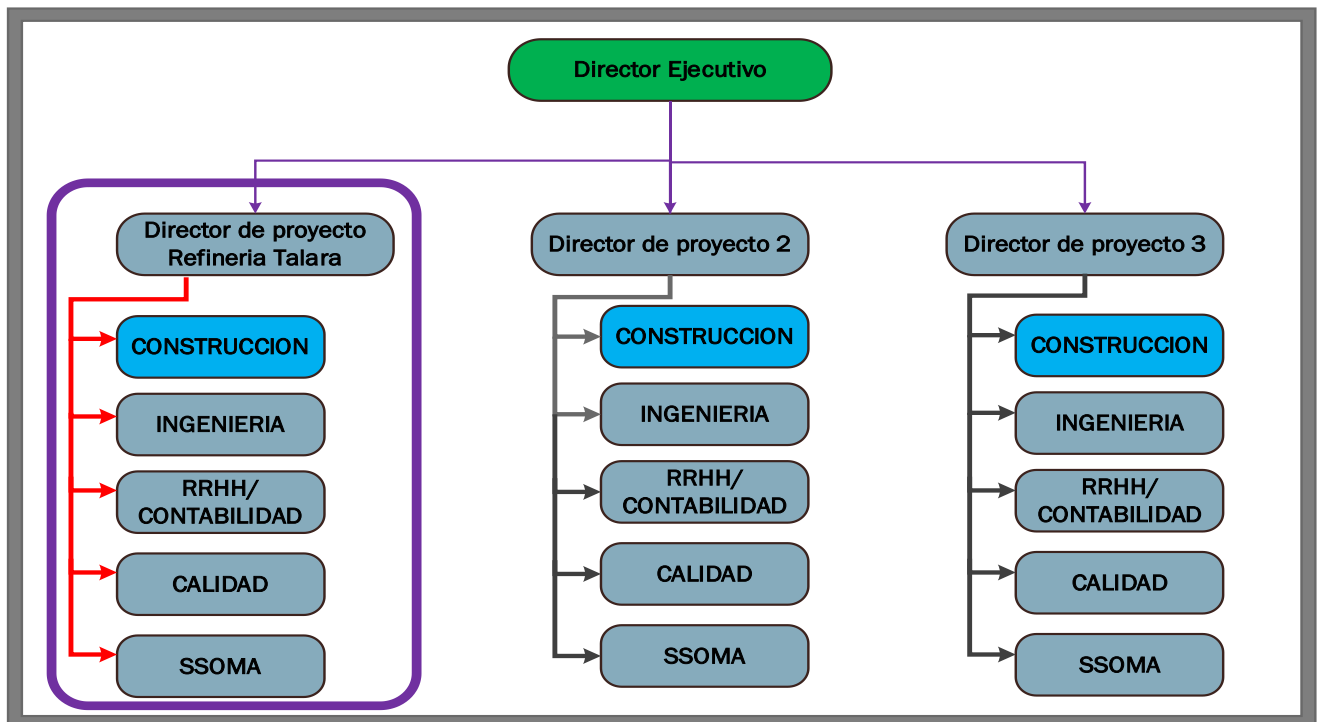 Director Ejecutivo
Director de proyecto
Refineria Talara
CONSTRUCCION
INGENIERIA
RRHH/
CONTABILIDAD
CALIDAD
SSOMA
Director de proyecto 2
CONSTRUCCION
INGENIERIA
RRHH/
CONTABILIDAD
CALIDAD
SSOMA
Director de proyecto 3
CONSTRUCCION
INGENIERIA
RRHH/
CONTABILIDAD
CALIDAD
SSOMA